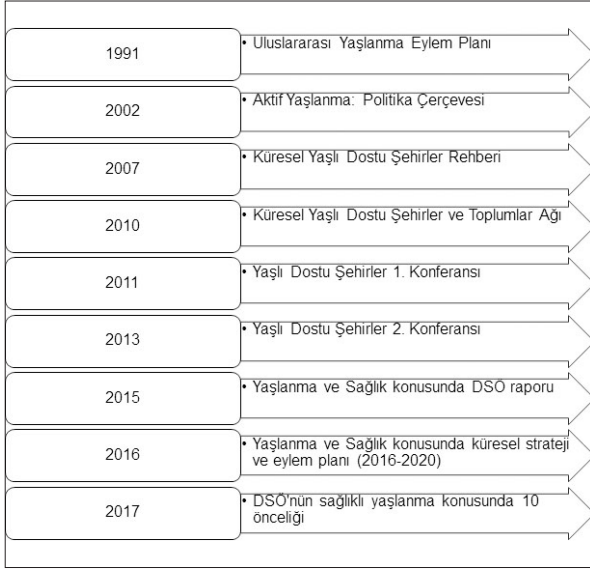 1991
• Uluslararası Yaşlanma Eylem Planı
2002
• Aktif Yaşlanma: Politika Çerçevesi
2007
• Küresel Yaşlı Dostu Şehirler Rehberi
2010
• Küresel Yaşlı Dostu Şehirler ve Toplumlar Ağı
2011
• Yaşlı Dostu Şehirler 1. Konferansı
2013
• Yaşlı Dostu Şehirler 2. Konferansı
2015
• Yaşlanma ve Sağlık konusunda DSÖ raporu
2016
• Yaşlanma ve Sağlık konusunda küresel strateji
ve eylem planı (2016-2020)
2017
• DSÖ'nün sağlıklı yaşlanma konusunda 10
önceliği